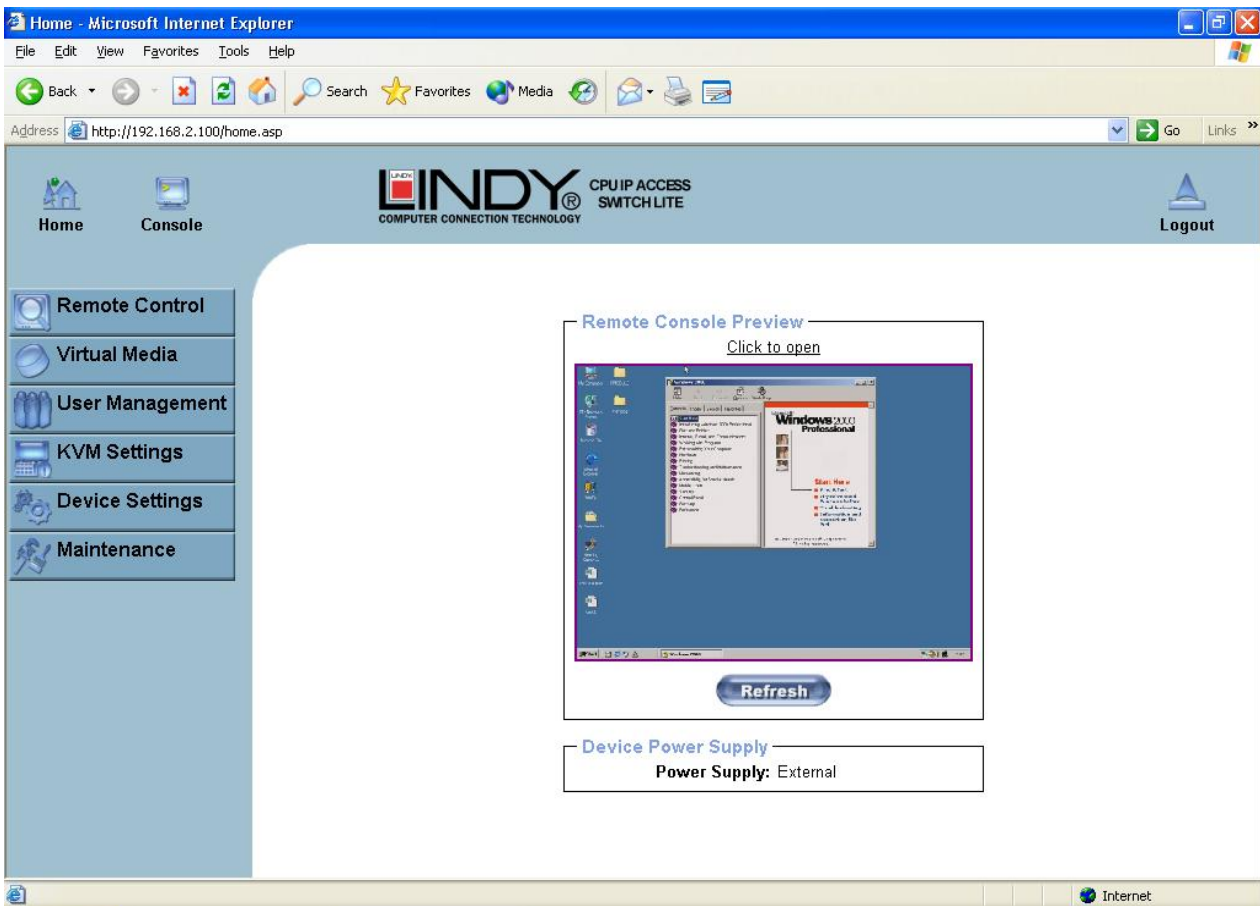 Home - Microsoft Internet Explorer
File Edit View Favorites Tools Help
Back Search Favorites Media
Address http://192.168.2.100/home.asp Go Links »
LINDY
LINDY ® CPU IP ACCESS
SWITCH LITE
COMPUTER CONNECTION TECHNOLOGY
Home Console Logout
Remote Control
Virtual Media
User Management
KVM Settings
Device Settings
Maintenance
Remote Console Preview
Click to open
Windows 2000
Professional
Start Here
Refresh
Device Power Supply
Power Supply: External
Internet